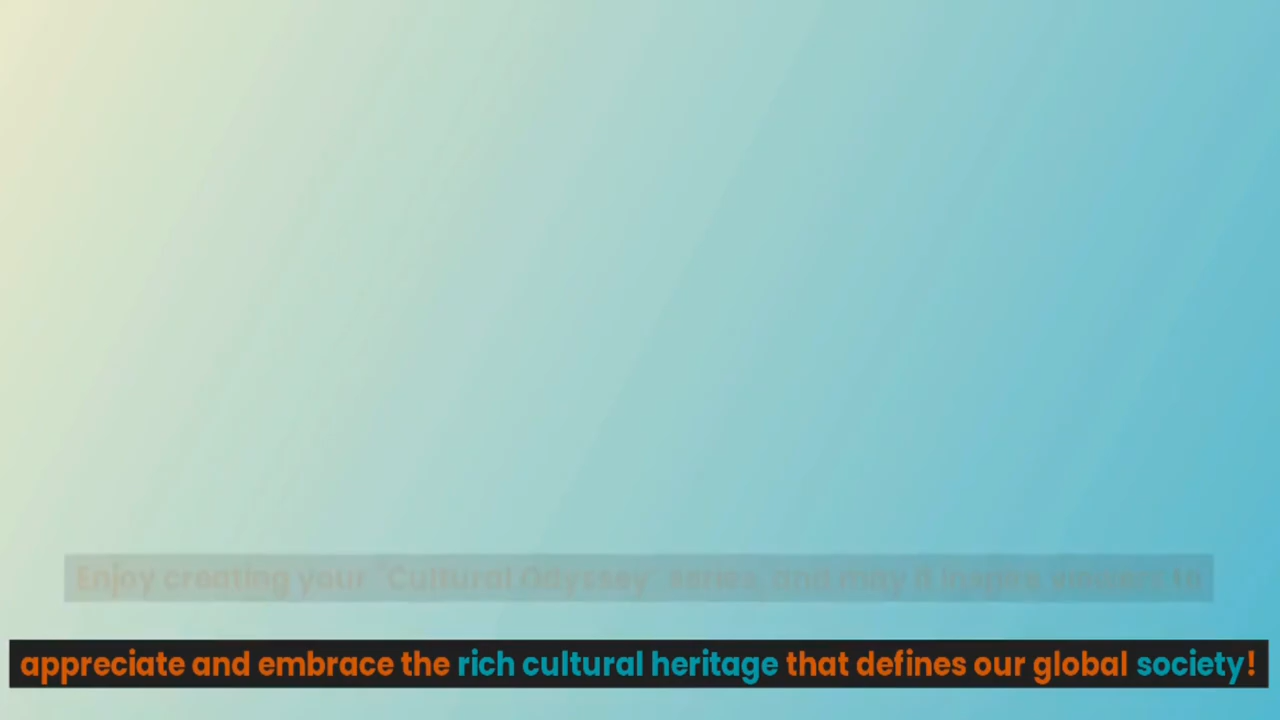 Enjoy creating your "Cultural Odyssey" series, and may it inspire viewers to
appreciate and embrace the rich cultural heritage that defines our global society!